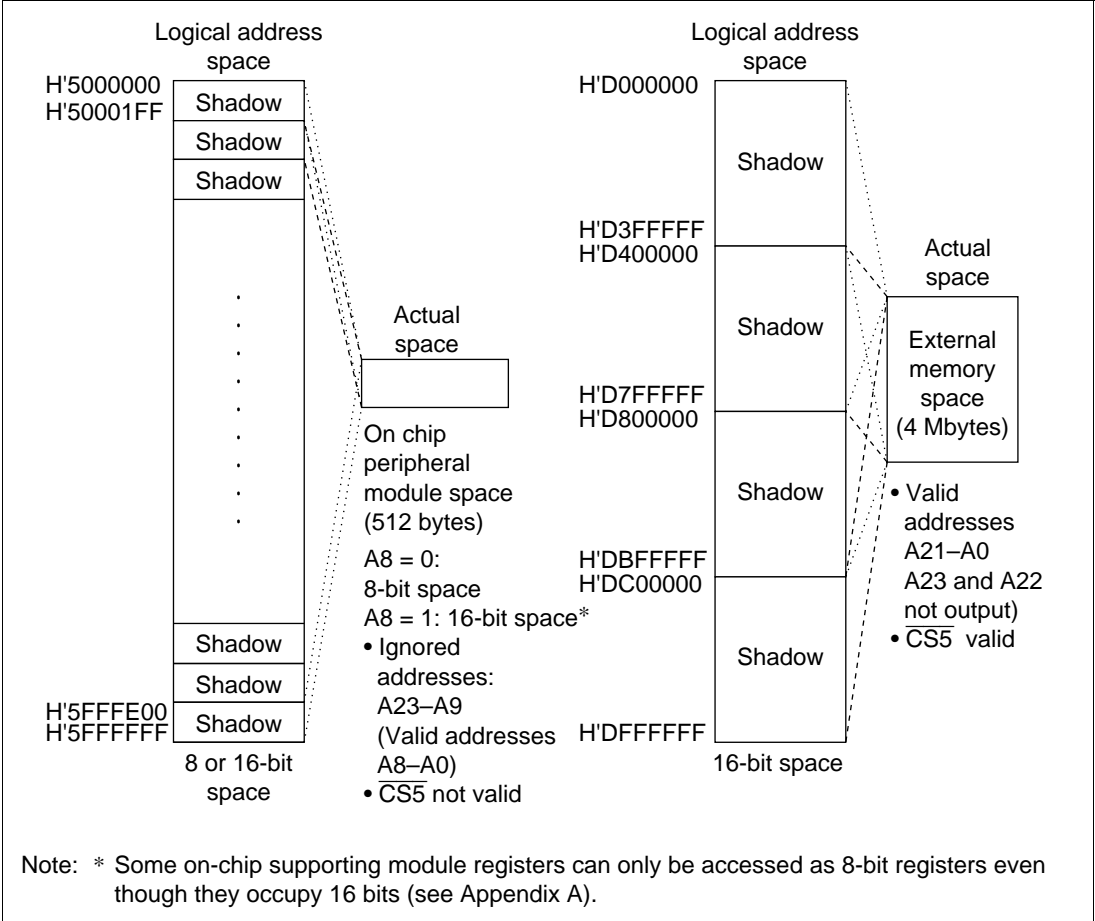 Logical address
space
H'5000000
H'50001FF
Shadow
Shadow
Shadow
Actual
space
On chip
peripheral
module space
(512 bytes)
A8 = 0:
8-bit space
A8 = 1: 16-bit space*
• Ignored
addresses:
A23–A9
(Valid addresses
A8–A0)
• CS5 not valid
Shadow
Shadow
H'5FFFE00
H'5FFFFFF
Shadow
8 or 16-bit
space
Logical address
space
H'D000000
Shadow
H'D3FFFFF
H'D400000
Shadow
H'D7FFFFF
H'D800000
Shadow
H'DBFFFFF
H'DC00000
Shadow
H'DFFFFFF
16-bit space
Actual
space
External
memory
space
(4 Mbytes)
• Valid
addresses
A21–A0
A23 and A22
not output)
• CS5 valid
Note: * Some on-chip supporting module registers can only be accessed as 8-bit registers even
though they occupy 16 bits (see Appendix A).